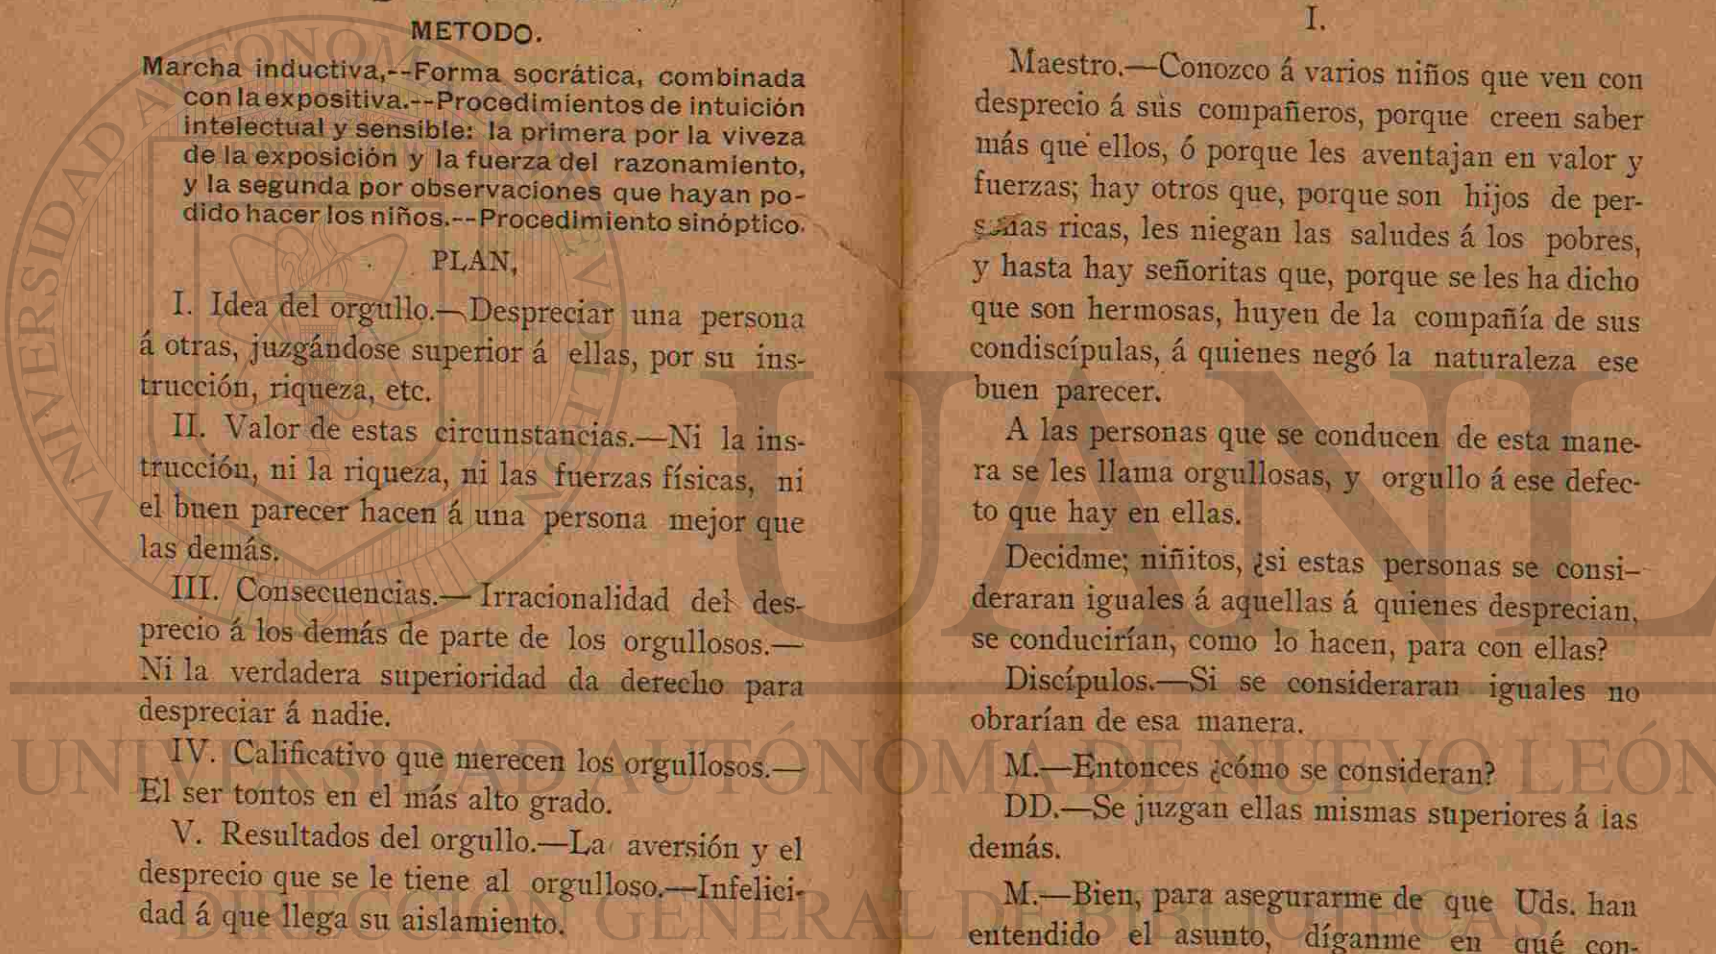 METODO.
Marcha inductiva,--Forma socrática, combinada
con la expositiva.--Procedimientos de intuición
intelectual y sensible: la primera por la viveza
de la exposición y la fuerza del razonamiento,
y la segunda por observaciones que hayan po-
dido hacer los niños.--Procedimiento sinóptico.
PLAN,
I. Idea del orgullo.—Despreciar una persona
á otras, juzgándose superior á ellas, por su ins-
trucción, riqueza, etc.
II. Valor de estas circunstancias.—Ni la ins-
trucción, ni la riqueza, ni las fuerzas físicas, ni
el buen parecer hacen á una persona mejor que
las demás.
III. Consecuencias.—Irracionalidad del des-
precio á los demás de parte de los orgullosos.—
Ni la verdadera superioridad da derecho para
despreciar á nadie.
IV. Calificativo que merecen los orgullosos.—
El ser tontos en el más alto grado.
V. Resultados del orgullo.—La aversión y el
desprecio que se le tiene al orgulloso.—Infelici-
dad á que llega su aislamiento.
I.
Maestro.—Conozco á varios niños que ven con
desprecio á sus compañeros, porque creen saber
más que ellos, ó porque les aventajan en valor y
fuerzas; hay otros que, porque son hijos de per-
sonas ricas, les niegan las saludes á los pobres,
y hasta hay señoritas que, porque se les ha dicho
que son hermosas, huyen de la compañía de sus
condiscípulas, á quienes negó la naturaleza ese
buen parecer.
A las personas que se conducen de esta mane-
ra se les llama orgullosas, y orgullo á ese defec-
to que hay en ellas.
Decidme; niñitos, ¿si estas personas se consi-
deraran iguales á aquellas á quienes desprecian,
se conducirían, como lo hacen, para con ellas?
Discípulos.—Si se consideraran iguales no
obrarían de esa manera.
M.—Entonces ¿cómo se consideran?
DD.—Se juzgan ellas mismas superiores á las
demás.
M.—Bien, para asegurarme de que Uds. han
entendido el asunto, díganme en qué con-
UANL
UNIVERSIDAD AUTÓNOMA DE NUEVO LEÓN
DIRECCIÓN GENERAL DE BIBLIOTECAS